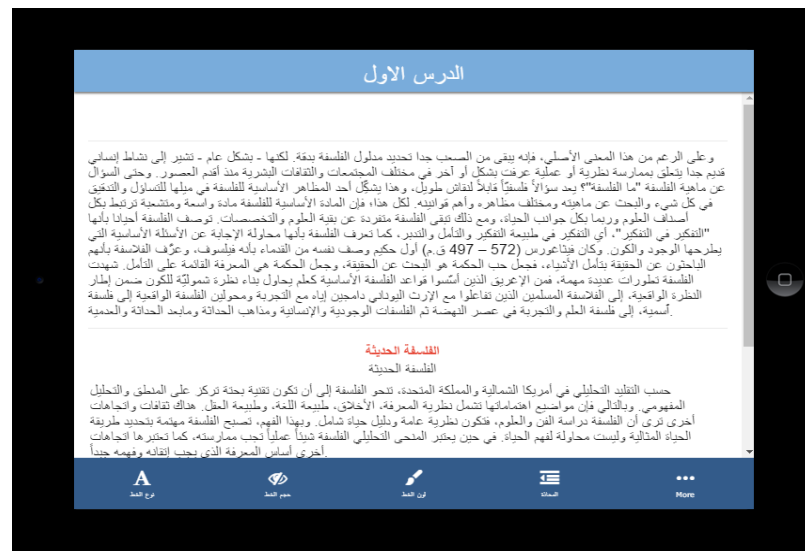 الدرس الاول
وعلى الرغم من هذا المعنى الأصلي، فإنه يبقى من الصعب جدا تحديد مدلول الفلسفة بدقة. لكنها - بشكل عام - تشير إلى نشاط إنساني
قديم جدا يتعلق بممارسة نظرية أو عملية عرفت بشكل أو آخر في مختلف المجتمعات والثقافات البشرية منذ أقدم العصور. وحتى السؤال
عن ماهية الفلسفة "ما الفلسفة"؟ يعد سؤالاً فلسفيّاً قابلاً لنقاش طويل، وهذا يشكِّل أحد المظاهر الأساسية للفلسفة في ميلها للتساؤل والتدقيق
في كل شيء والبحث عن ماهيته ومختلف مظاهره وأهم قوانينه. لكل هذا، فإن المادة الأساسية للفلسفة مادة واسعة ومتشعبة ترتبط بكل
أصناف العلوم وربما بكل جوانب الحياة، ومع ذلك تبقى الفلسفة متفردة عن بقية العلوم والتخصصات. توصف الفلسفة أحيانا بأنها
"التفكير في التفكير"، أي التفكير في طبيعة التفكير والتأمل والتدبر، كما تعرف الفلسفة بأنها محاولة الإجابة عن الأسئلة الأساسية التي
يطرحها الوجود والكون. وكان فيثاغورس (572 – 497 ق.م) أول حكيم وصف نفسه من القدماء بأنه فيلسوف، وعرَّف الفلاسفة بأنهم
الباحثون عن الحقيقة بتأمل الأشياء، فجعل حب الحكمة هو البحث عن الحقيقة، وجعل الحكمة هي المعرفة القائمة على التأمل. شهدت
الفلسفة تطورات عديدة مهمة، فمن الإغريق الذين أسّسوا قواعد الفلسفة الأساسية كعلم يحاول بناء نظرة شموليّة للكون ضمن إطار
النظرة الواقعية، إلى الفلاسفة المسلمين الذين تفاعلوا مع الإرث اليوناني دامجين إياه مع التجربة ومحولين الفلسفة الواقعية إلى فلسفة
.أسمية، إلى فلسفة العلم والتجربة في عصر النهضة ثم الفلسفات الوجودية والإنسانية ومذاهب الحداثة ومابعد الحداثة والعدمية
الفلسفة الحديثة
الفلسفة الحديثة
حسب التقليد التحليلي في أمريكا الشمالية والمملكة المتحدة، تنحو الفلسفة إلى أن تكون تقنية بحتة تركز على المنطق والتحليل
المفهومي. وبالتالي فإن مواضيع اهتماماتها تشمل نظرية المعرفة، الأخلاق، طبيعة اللغة، وطبيعة العقل. هناك ثقافات واتجاهات
أخرى ترى أن الفلسفة دراسة الفن والعلوم، فتكون نظرية عامة ودليل حياة شامل. وبهذا الفهم، تصبح الفلسفة مهتمة بتحديد طريقة
الحياة المثالية وليست محاولة لفهم الحياة. في حين يعتبر المنحى التحليلي الفلسفة شيئاً عملياً تجب ممارسته، كما تعتبرها اتجاهات
.أخرى أساس المعرفة الذي يجب إتقانه وفهمه جيداً
نوع الخط
حجم الخط
لون الخط
المحاذاة
More